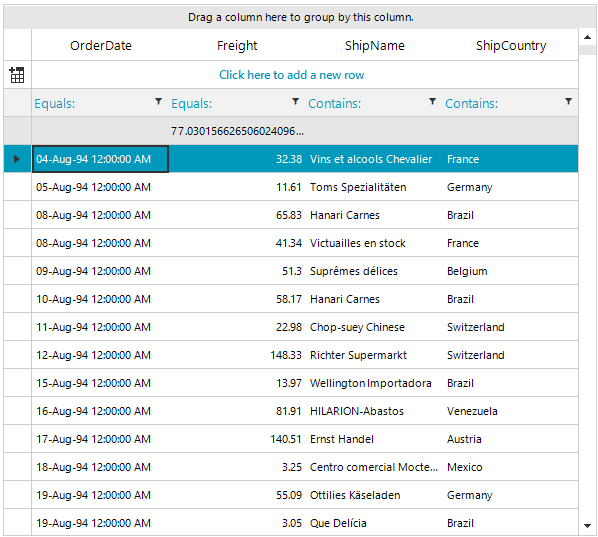 Drag a column here to group by this column.
OrderDate Freight ShipName ShipCountry
Click here to add a new row
Equals: Equals: Contains: Contains:
77.030156626506024096...
04-Aug-94 12:00:00 AM 32.38 Vins et alcools Chevalier France
05-Aug-94 12:00:00 AM 11.61 Toms Spezialitäten Germany
08-Aug-94 12:00:00 AM 65.83 Hanari Carnes Brazil
08-Aug-94 12:00:00 AM 41.34 Victuailles en stock France
09-Aug-94 12:00:00 AM 51.3 Suprêmes délices Belgium
10-Aug-94 12:00:00 AM 58.17 Hanari Carnes Brazil
11-Aug-94 12:00:00 AM 22.98 Chop-suey Chinese Switzerland
12-Aug-94 12:00:00 AM 148.33 Richter Supermarkt Switzerland
15-Aug-94 12:00:00 AM 13.97 Wellington Importadora Brazil
16-Aug-94 12:00:00 AM 81.91 HILARION-Abastos Venezuela
17-Aug-94 12:00:00 AM 140.51 Ernst Handel Austria
18-Aug-94 12:00:00 AM 3.25 Centro comercial Mocte... Mexico
19-Aug-94 12:00:00 AM 55.09 Ottilies Käseladen Germany
19-Aug-94 12:00:00 AM 3.05 Que Delícia Brazil